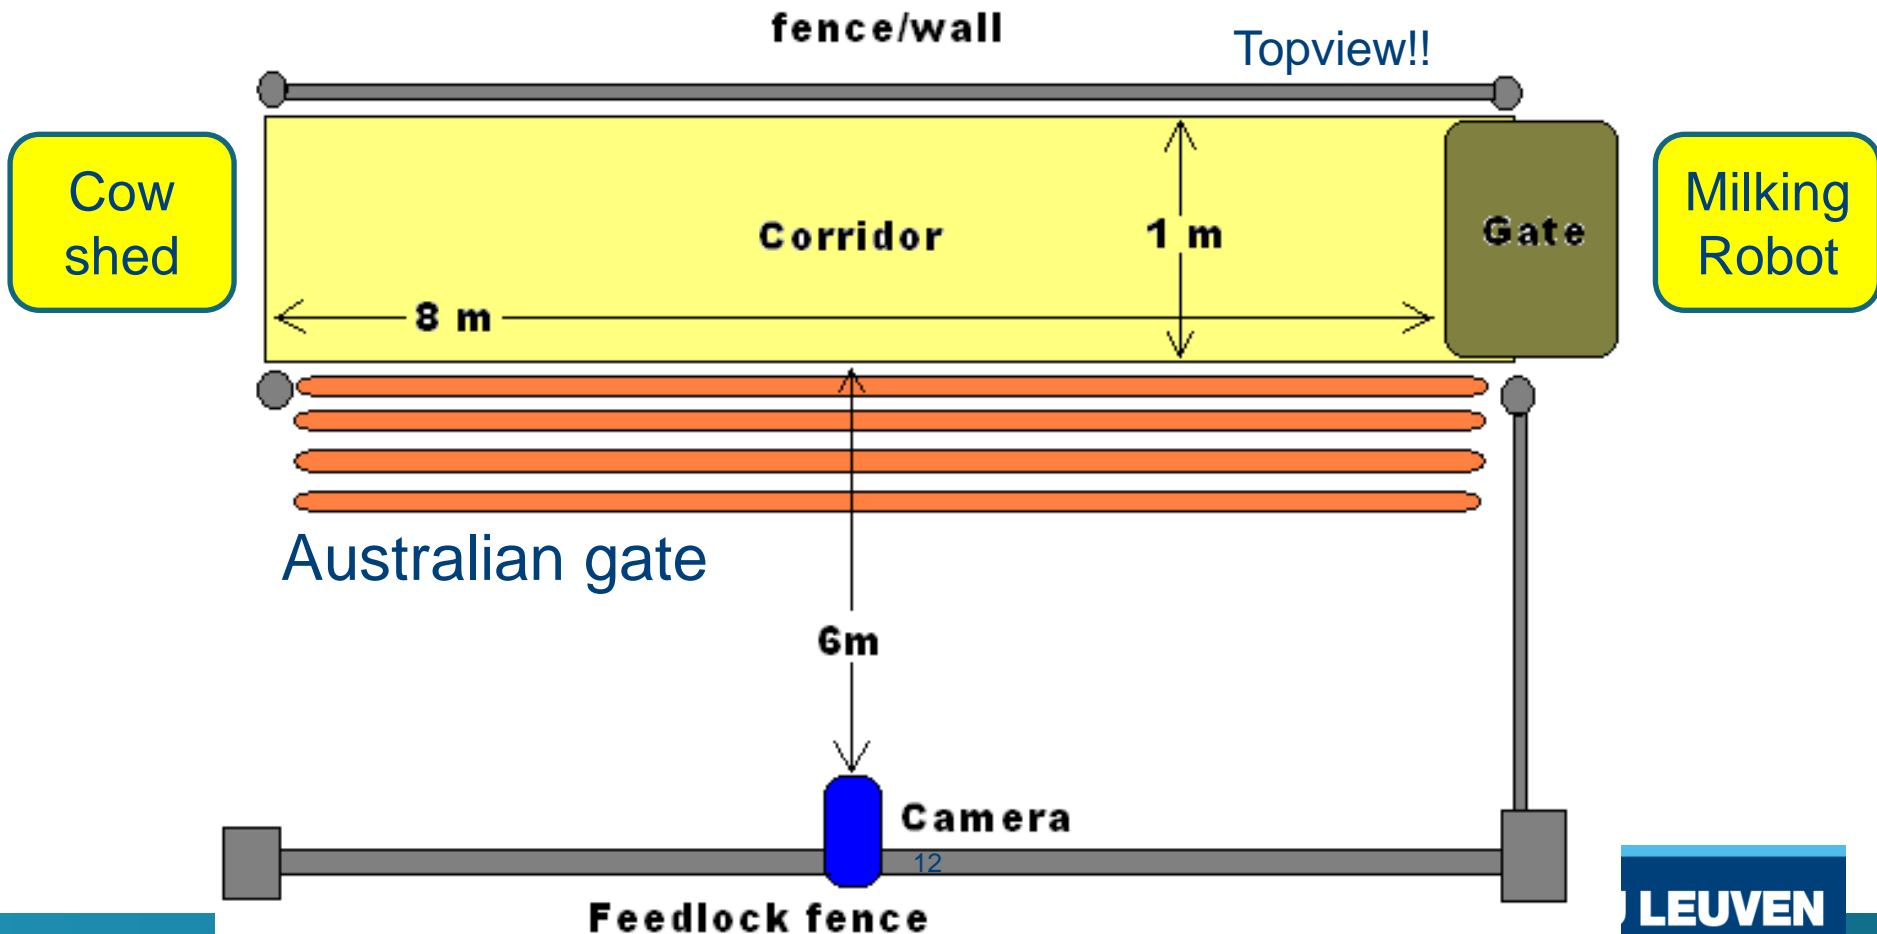 fence/wall
Topview!!
Cow
shed
Corridor
1 m
Gate
Milking
Robot
8 m
Australian gate
6m
Camera
12
Feedlock fence
LEUVEN